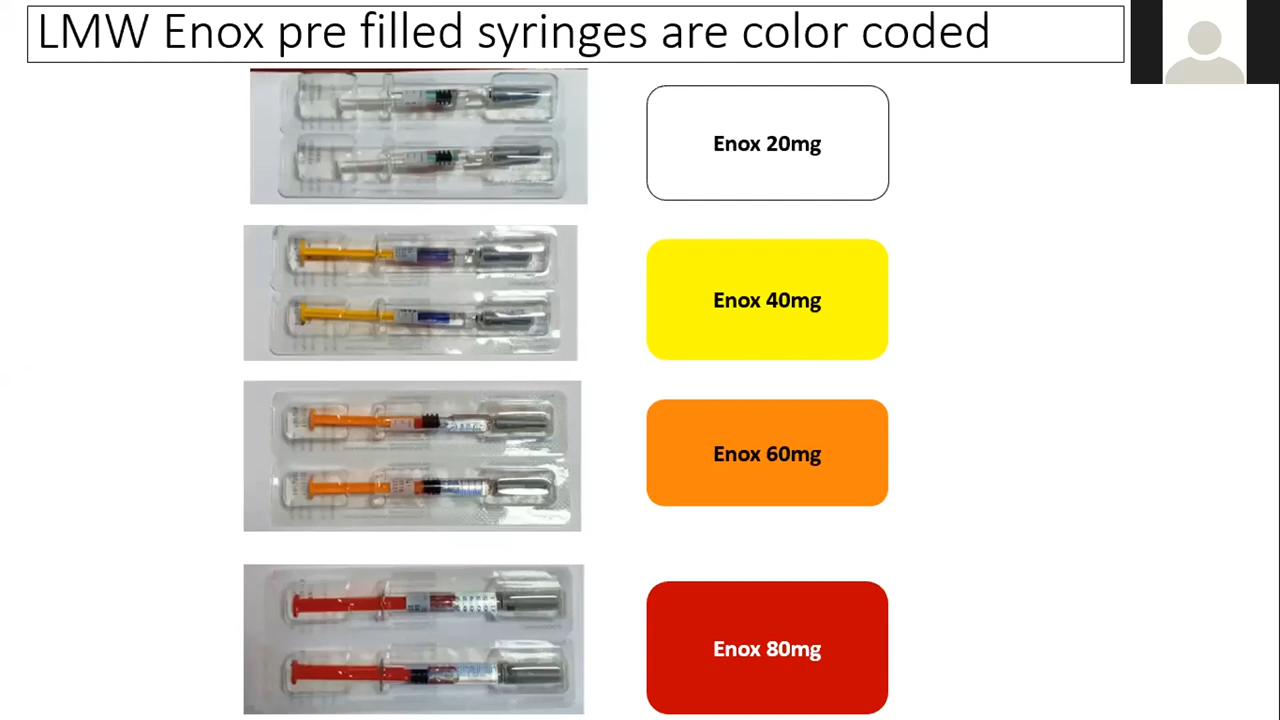 LMW Enox pre filled syringes are color coded
Enox 20mg
Enox 40mg
Enox 60mg
Enox 80mg